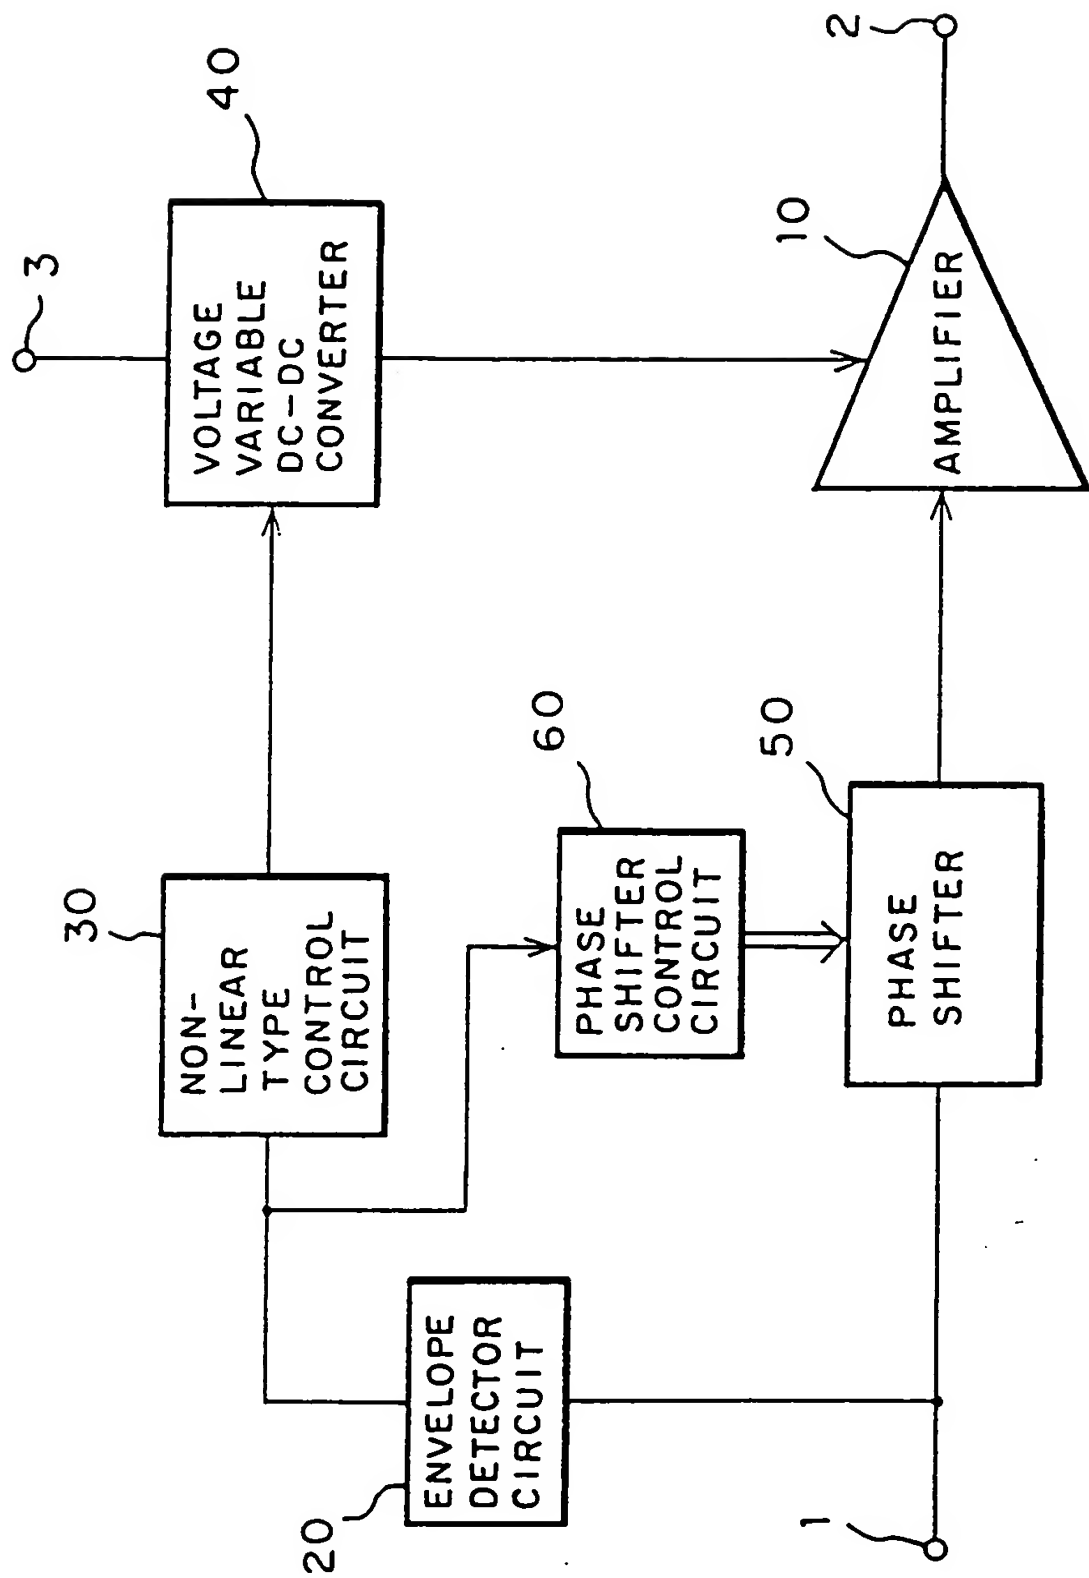 3
40
VOLTAGE
VARIABLE
DC-DC
CONVERTER
30
NON-
LINEAR
TYPE
CONTROL
CIRCUIT
20
ENVELOPE
DETECTOR
CIRCUIT
60
PHASE
SHIFTER
CONTROL
CIRCUIT
50
PHASE
SHIFTER
10
AMPLIFIER
1
2